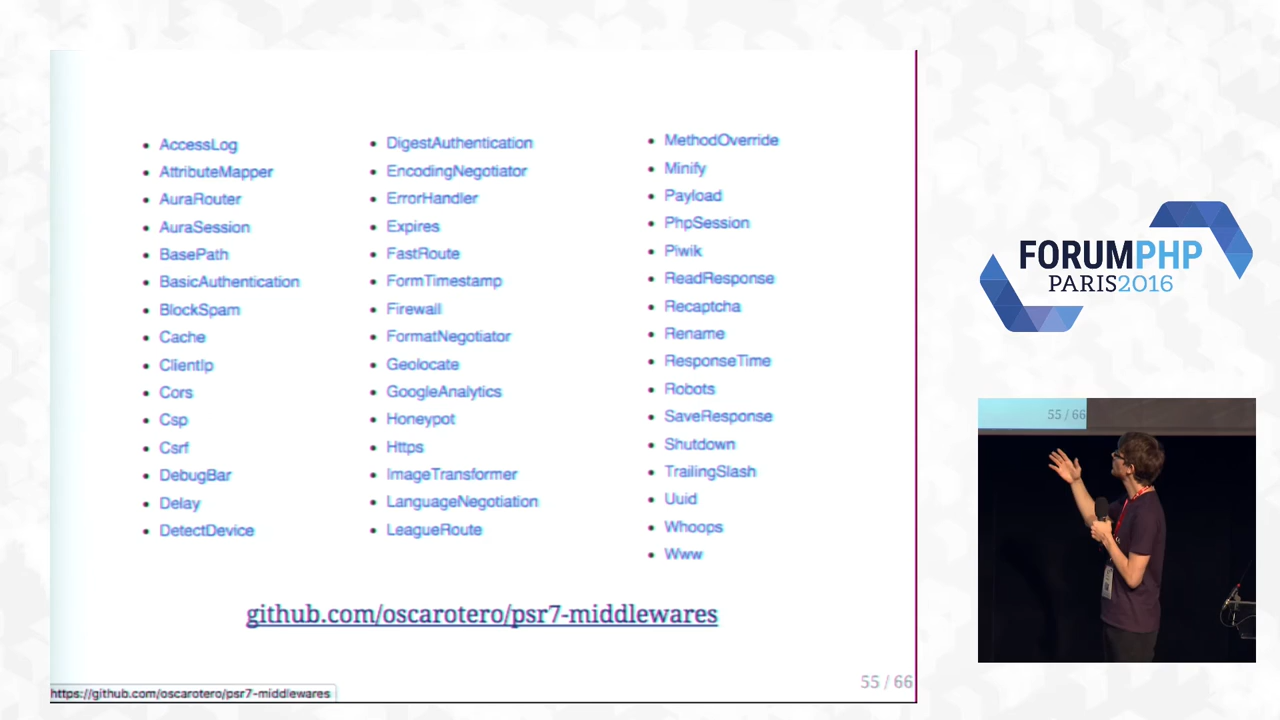 AccessLog
AttributeMapper
AuraRouter
AuraSession
BasePath
BasicAuthentication
BlockSpam
Cache
ClientIp
Cors
Csp
Csrf
DebugBar
Delay
DetectDevice
DigestAuthentication
EncodingNegotiator
ErrorHandler
Expires
FastRoute
FormTimestamp
Firewall
FormatNegotiator
Geolocate
GoogleAnalytics
Honeypot
Https
ImageTransformer
LanguageNegotiation
LeagueRoute
MethodOverride
Minify
Payload
PhpSession
Piwik
ReadResponse
Recaptcha
Rename
ResponseTime
Robots
SaveResponse
Shutdown
TrailingSlash
Uuid
Whoops
Www
github.com/oscarotero/psr7-middlewares
55 / 66
https://github.com/oscarotero/psr7-middlewares
FORUMPHP
PARIS2016
55 / 66